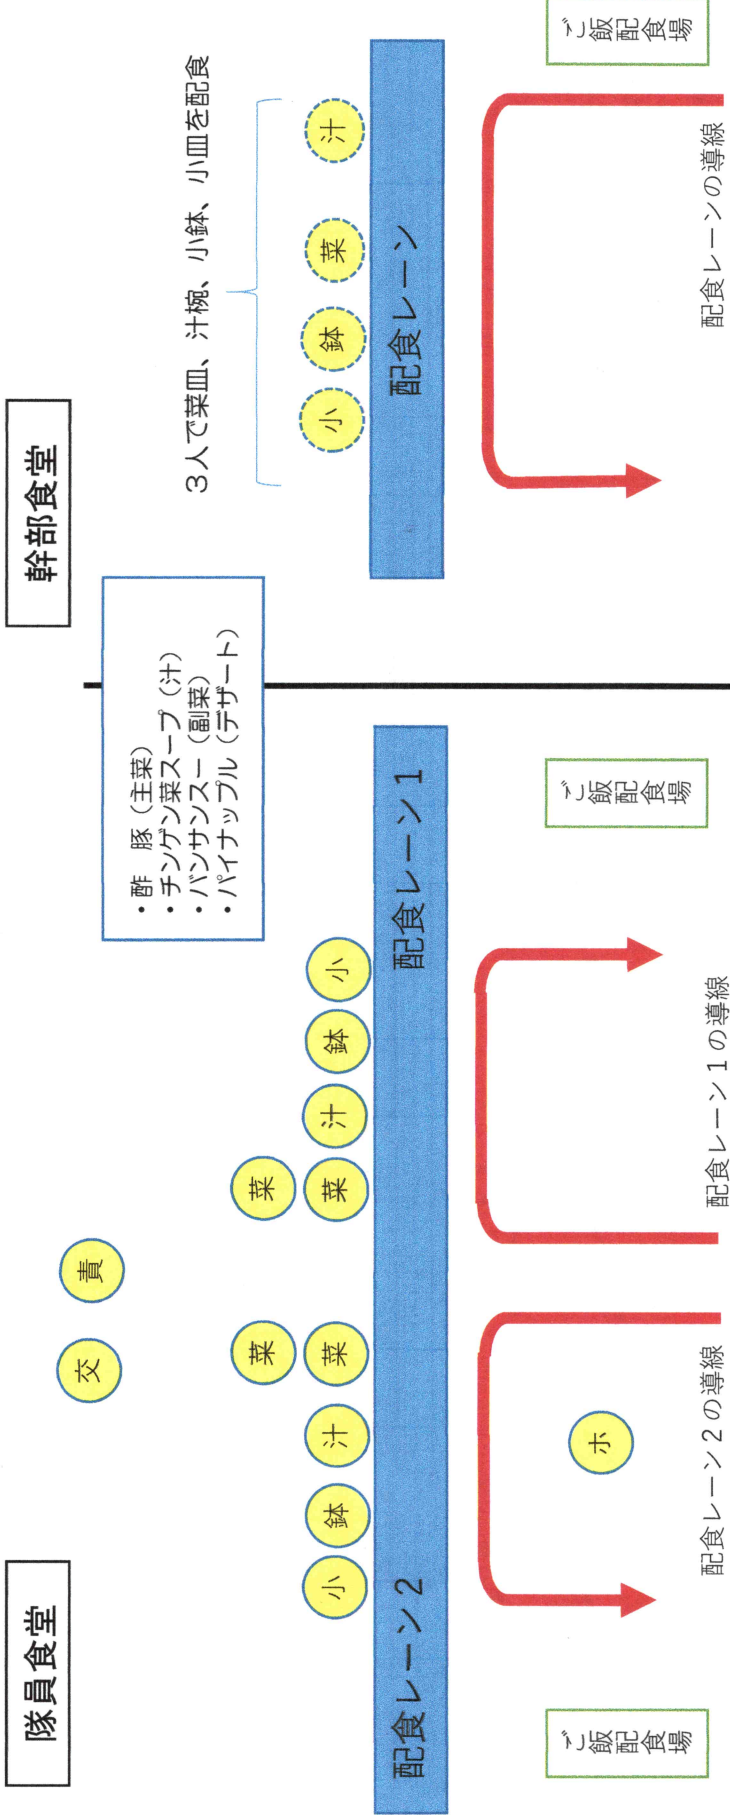 隊員食堂
幹部食堂
・酢　豚（主菜）
・チンゲン菜スープ（汁）
・バンサンスー（副菜）
・パイナップル（デザート）
3人で菜皿、汁椀、小鉢、小皿を配食
交
責
菜
菜
小
鉢
汁
菜
菜
汁
鉢
小
小
鉢
菜
汁
配食レーン2
配食レーン1
配食レーン
ホ
ご飯
配食
場
ご飯
配食
場
ご飯
配食
場
配食レーン2の導線
配食レーン1の導線
配食レーンの導線